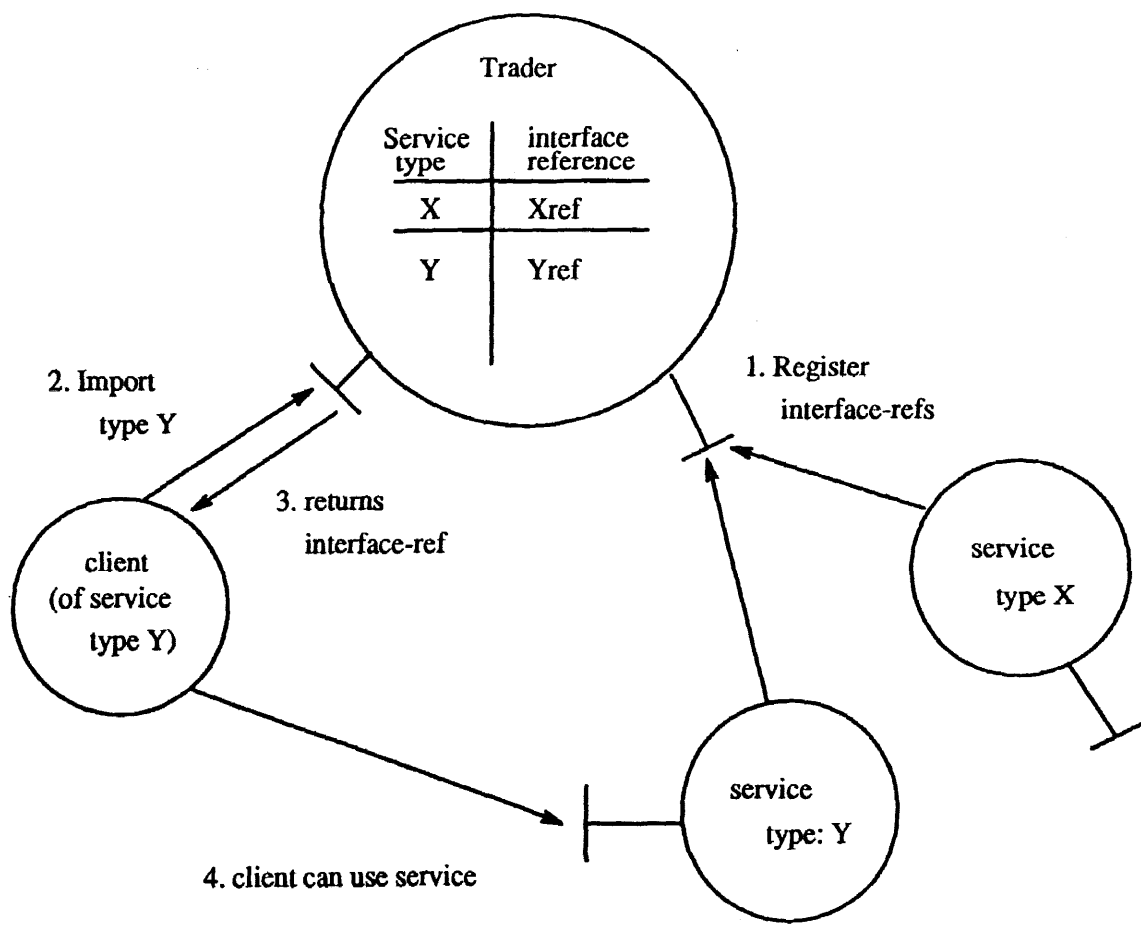 Trader
Service type
interface reference
X
Xref
Y
Yref
2. Import
type Y
1. Register
interface-refs
3. returns
interface-ref
client
(of service
type Y)
service
type X
service
type: Y
4. client can use service